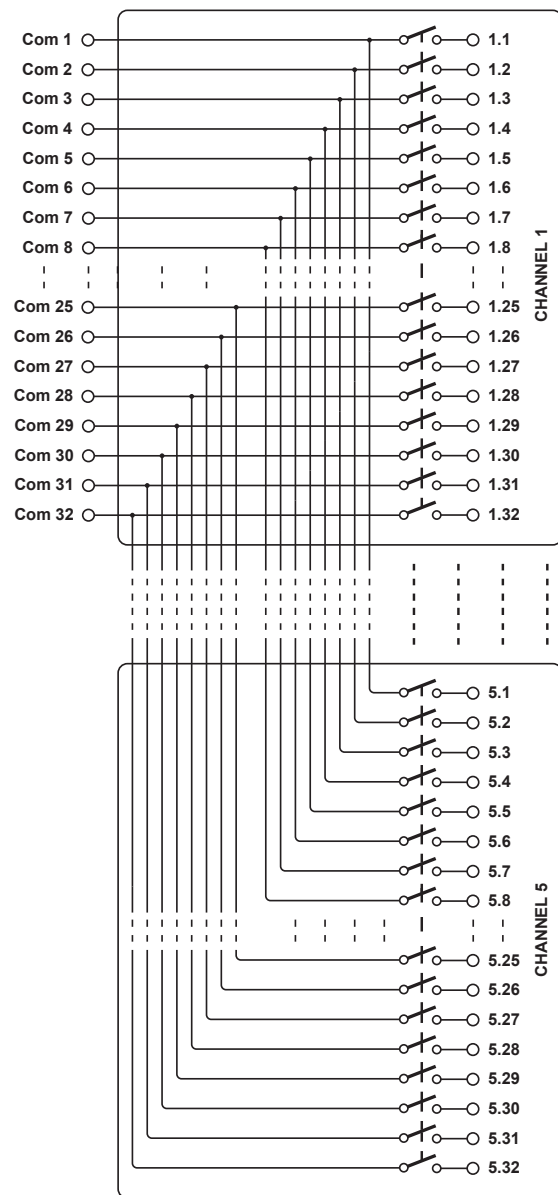 Com 1 1.1
Com 2 1.2
Com 3 1.3
Com 4 1.4
Com 5 1.5
Com 6 1.6
Com 7 1.7
Com 8 1.8
CHANNEL 1
Com 25 1.25
Com 26 1.26
Com 27 1.27
Com 28 1.28
Com 29 1.29
Com 30 1.30
Com 31 1.31
Com 32 1.32
5.1
5.2
5.3
5.4
5.5
5.6
5.7
5.8
CHANNEL 5
5.25
5.26
5.27
5.28
5.29
5.30
5.31
5.32